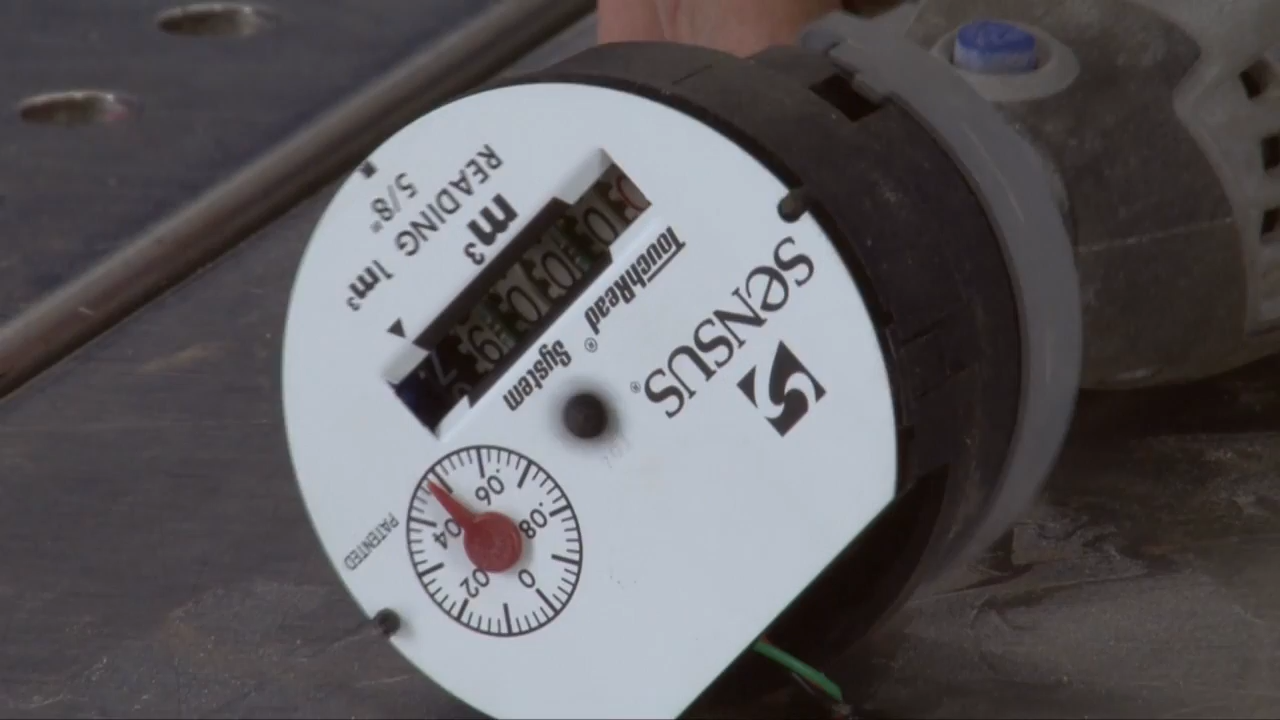 SENSUS®
TouchRead® System
m³
READING 1m³
5/8"
0
.02
.04
.06
.08
PATENTED